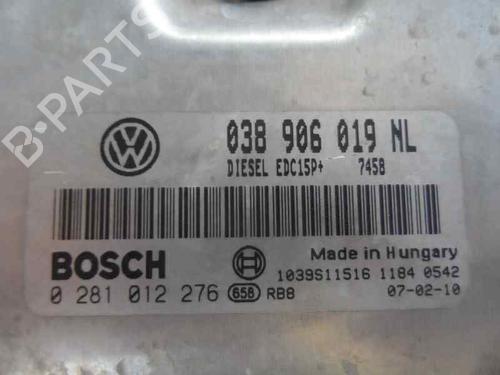 038 906 019 NL
DIESEL EDC15P+ 7458
BOSCH
Made in Hungary
1039S11516 1184 0542
0 281 012 276 658 RB8 07-02-10